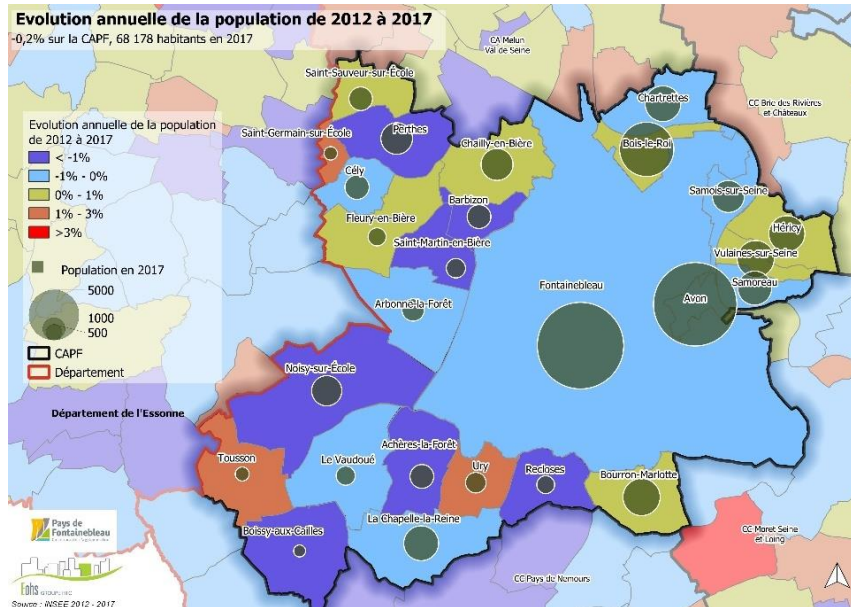 Evolution annuelle de la population de 2012 à 2017
-0,2% sur la CAPF, 68 178 habitants en 2017
CA Melun
Val de Seine
Saint-Sauveur-sur-École
Chartrettes
CC Brie des Rivières
et Châteaux
Evolution annuelle de la population
de 2012 à 2017
< -1%
-1% - 0%
0% - 1%
1% - 3%
>3%
Population en 2017
5000
1000
500
CAPF
Département
Saint-Germain-sur-École
Perthes
Chailly-en-Bière
Bois-le-Roi
Cély
Barbizon
Samois-sur-Seine
Fleury-en-Bière
Héricy
Saint-Martin-en-Bière
Vulaines-sur-Seine
Samoreau
Arbonne-la-Forêt
Fontainebleau
Avon
Noisy-sur-École
Département de l'Essonne
Tousson
Le Vaudoué
Achères-la-Forêt
Ury
Recloses
Bourron-Marlotte
La Chapelle-la-Reine
Boissy-aux-Cailles
CC Moret Seine
et Loing
CC Pays de Nemours
Pays de
Fontainebleau
Eohs
Source : INSEE 2012 - 2017